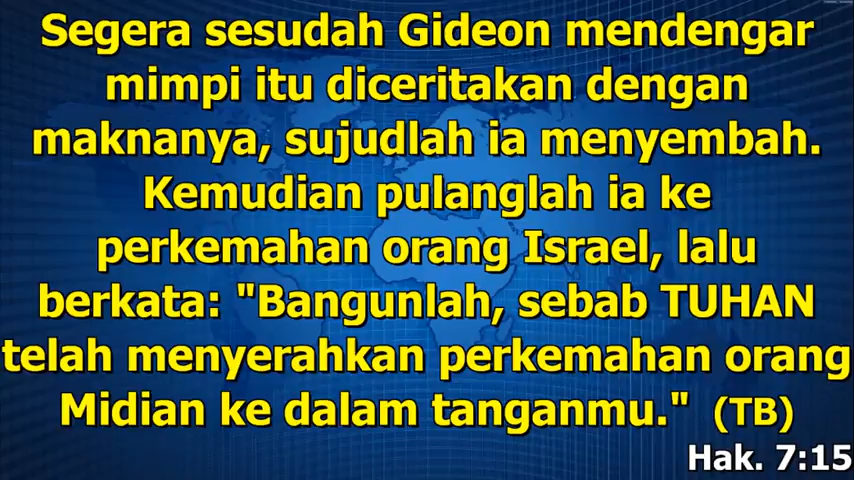 Segera sesudah Gideon mendengar
mimpi itu diceritakan dengan
maknanya, sujudlah ia menyembah.
Kemudian pulanglah ia ke
perkemahan orang Israel, lalu
berkata: "Bangunlah, sebab TUHAN
telah menyerahkan perkemahan orang
Midian ke dalam tanganmu." (TB)
Hak. 7:15